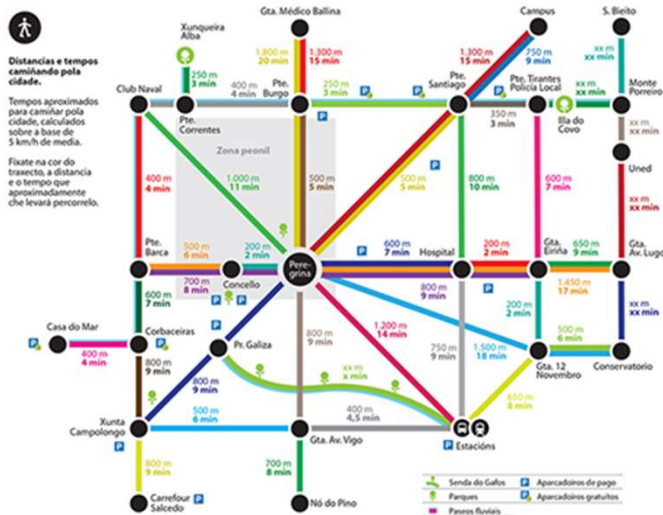 Distancias e tempos
camiñando pola
cidade.
Tempos aproximados
para camiñar pola
cidade, calculados
sobre a base de
5 km/h de media.
Fíxate na cor do
traxecto, a distancia
e o tempo que
aproximadamente
che levará percorrelo.
Xunqueira
Alba
Gta. Médico Ballina
Campus
S. Bieito
250 m
3 min
1.800 m
20 min
1.300 m
15 min
1.300 m
15 min
750 m
9 min
xx m
xx min
Club Naval
400 m
4 min
Pte.
Burgo
250 m
3 min
P
P
Pte.
Santiago
Pte. Tirantes
Policía Local
xx m
xx min
Monte
Porreiro
Pte.
Correntes
P
350 m
3 min
Illa do
Covo
xx m
xx min
Zona peonil
400 m
4 min
1.000 m
11 min
500 m
5 min
500 m
5 min
P
800 m
10 min
600 m
7 min
Uned
xx m
xx min
Pte.
Barca
500 m
6 min
200 m
2 min
Pere-
grina
P
600 m
7 min
Hospital
200 m
2 min
Gta.
Eiriña
650 m
9 min
Gta.
Av. Lugo
700 m
8 min
Concello
P
P
800 m
9 min
P
1.450 m
17 min
600 m
7 min
P
200 m
2 min
xx m
xx min
Casa do Mar
P
Corbaceiras
P
400 m
4 min
Pr. Galiza
800 m
9 min
1.200 m
14 min
750 m
9 min
1.500 m
18 min
500 m
6 min
Gta. 12
Novembro
Conservatorio
800 m
9 min
800 m
9 min
xx m
x min
650 m
8 min
Xunta
Campolongo
P
500 m
6 min
400 m
4,5 min
Gta. Av. Vigo
P
Estacións
800 m
9 min
700 m
8 min
Carrefour
Salcedo
P
Nó do Pino
Senda do Gafos
P
Aparcadoiros de pago
Parques
P
Aparcadoiros gratuítos
Paseos fluviais